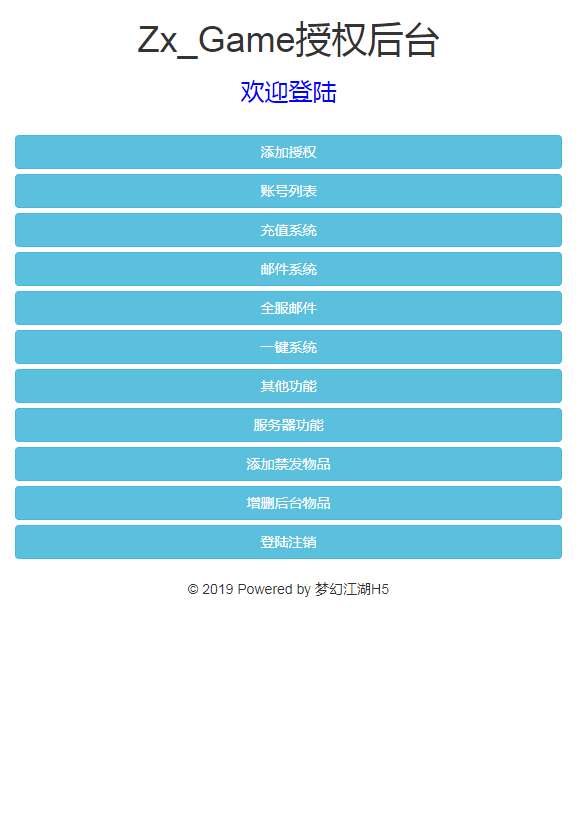 Zx_Game授权后台
欢迎登陆
添加授权
账号列表
充值系统
邮件系统
全服邮件
一键系统
其他功能
服务器功能
添加禁发物品
增删后台物品
登陆注销
© 2019 Powered by 梦幻江湖H5